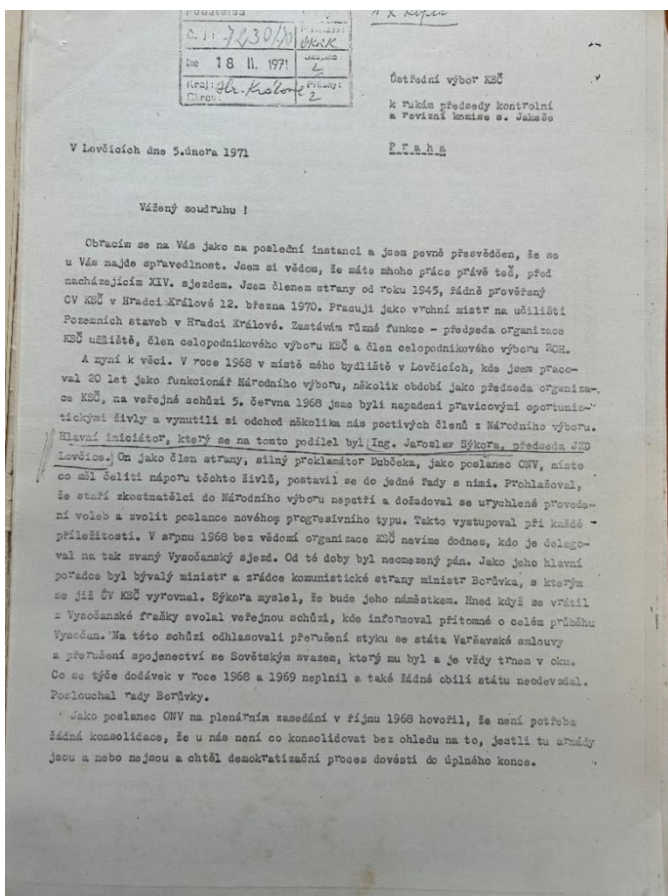 Č. j.: 7230/70
ÚKRK
Dne 18 II. 1971
Kraj: Hr. Králové
Okres:
Přílohy: 2
Ústřední výbor KSČ
k rukám předsedy kontrolní
a revizní komise s. Jakeše
P r a h a
V Lovčicích dne 5.února 1971
Vážený soudruhu !
Obracím se na Vás jako na poslední instanci a jsem pevně přesvědčen, že se
u Vás najde spravedlnost. Jsem si vědom, že máte mnoho práce právě teď, před
nacházejícím XIV. sjezdem. Jsem členem strany od roku 1945, řádně prověřený
OV KSČ v Hradci Králové 12. března 1970. Pracuji jako vrchní mistr na učilišti
Pozemních staveb v Hradci Králové. Zastávám různé funkce - předseda organizace
KSČ učiliště, člen celopodnikového výboru KSČ a člen celopodnikového výboru ROH.
A nyní k věci. V roce 1968 v místě mého bydliště v Lovčicích, kde jsem praco-
val 20 let jako funkcionář Národního výboru, několik období jako předseda organiza-
ce KSČ, na veřejné schůzi 5. června 1968 jsme byli napadeni pravicovými oportunis-
tickými živly a vynutili si odchod několika nás poctivých členů z Národního výboru.
Hlavní iniciátor, který se na tomto podílel byl Ing. Jaroslav Sýkora, předseda JZD
Lovčice. On jako člen strany, silný proklamátor Dubčeka, jako poslanec ONV, místo
co měl čeliti náporu těchto živlů, postavil se do jedné řady s nimi. Prohlašoval,
že staří zkostnatělci do Národního výboru nepatří a dožadoval se urychleně provede-
ní voleb a zvolit poslance nového progresivního typu. Takto vystupoval při každé
příležitosti. V srpnu 1968 bez vědomí organizace KSČ nevíme dodnes, kdo je delego-
val na tak zvaný Vysočanský sjezd. Od té doby byl neomezený pán. Jako jeho hlavní
poradce byl bývalý ministr a zrádce komunistické strany ministr Borůvka, s kterým
se již ÚV KSČ vyrovnal. Sýkora myslel, že bude jeho náměstkem. Hned když se vrátil
z Vysočanské frašky svolal veřejnou schůzi, kde informoval přítomné o celém průběhu
Vysočan. Na této schůzi odhlasovali přerušení styku se státa Varšavské smlouvy
a přerušení spojenectví se Sovětským svazem, který mu byl a je vždy trnem v oku.
Co se týče dodávek v roce 1968 a 1969 neplnil a také žádné obilí státu neodevzdal.
Poslouchal rady Borůvky.
Jako poslanec ONV na plenárním zasedání v říjnu 1968 hovořil, že není potřeba
žádná konsolidace, že u nás není co konsolidovat bez ohledu na to, jestli tu armády
jsou a nebo nejsou a chtěl demokratizační proces dovésti do úplného konce.